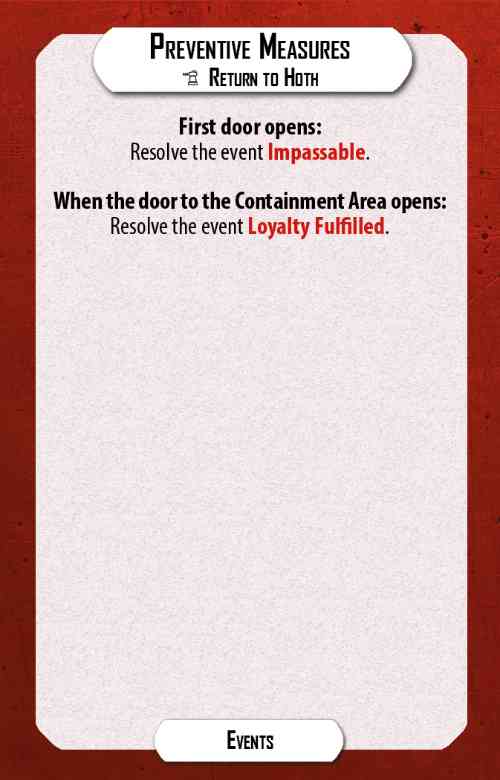 Preventive Measures
Return to Hoth
First door opens:
Resolve the event Impassable.
When the door to the Containment Area opens:
Resolve the event Loyalty Fulfilled.
Events